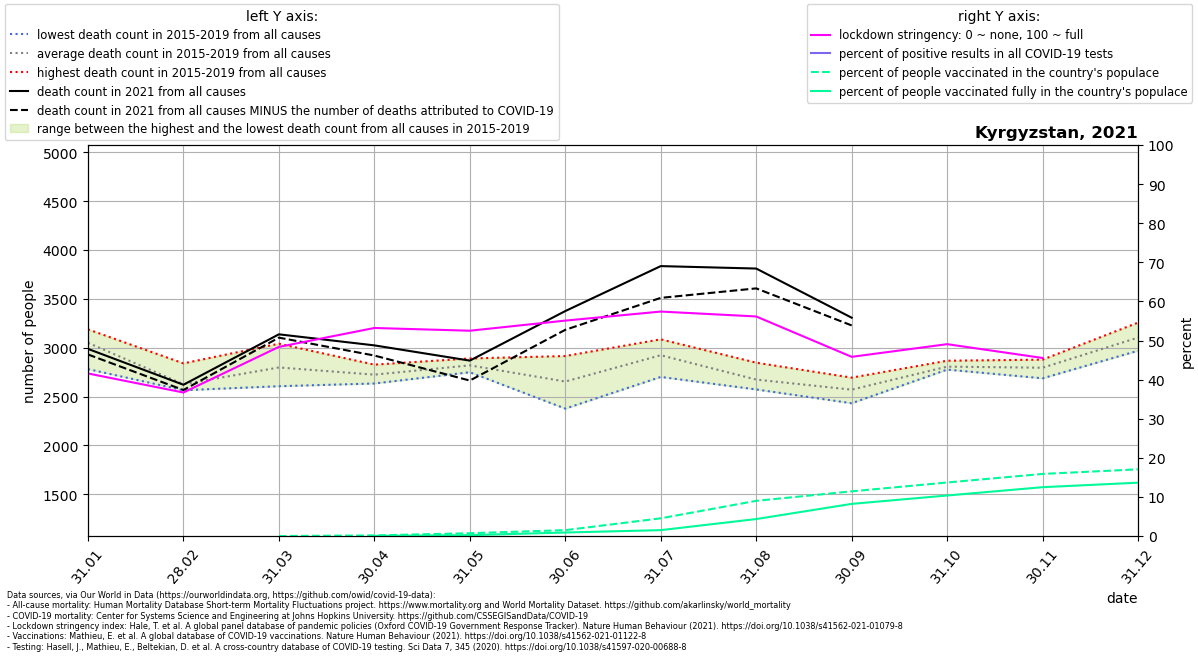 left Y axis:
lowest death count in 2015-2019 from all causes
average death count in 2015-2019 from all causes
highest death count in 2015-2019 from all causes
death count in 2021 from all causes
death count in 2021 from all causes MINUS the number of deaths attributed to COVID-19
range between the highest and the lowest death count from all causes in 2015-2019
right Y axis:
lockdown stringency: 0 ~ none, 100 ~ full
percent of positive results in all COVID-19 tests
percent of people vaccinated in the country's populace
percent of people vaccinated fully in the country's populace
Kyrgyzstan, 2021
number of people
5000
4500
4000
3500
3000
2500
2000
1500
100
90
80
70
60
50
40
30
20
10
0
percent
31.01
28.02
31.03
30.04
31.05
30.06
31.07
31.08
30.09
31.10
30.11
31.12
date
Data sources, via Our World in Data (https://ourworldindata.org, https://github.com/owid/covid-19-data):
- All-cause mortality: Human Mortality Database Short-term Mortality Fluctuations project. https://www.mortality.org and World Mortality Dataset. https://github.com/akarlinsky/world_mortality
- COVID-19 mortality: Center for Systems Science and Engineering at Johns Hopkins University. https://github.com/CSSEGISandData/COVID-19
- Lockdown stringency index: Hale, T. et al. A global panel database of pandemic policies (Oxford COVID-19 Government Response Tracker). Nature Human Behaviour (2021). https://doi.org/10.1038/s41562-021-01079-8
- Vaccinations: Mathieu, E. et al. A global database of COVID-19 vaccinations. Nature Human Behaviour (2021). https://doi.org/10.1038/s41562-021-01122-8
- Testing: Hasell, J., Mathieu, E., Beltekian, D. et al. A cross-country database of COVID-19 testing. Sci Data 7, 345 (2020). https://doi.org/10.1038/s41597-020-00688-8